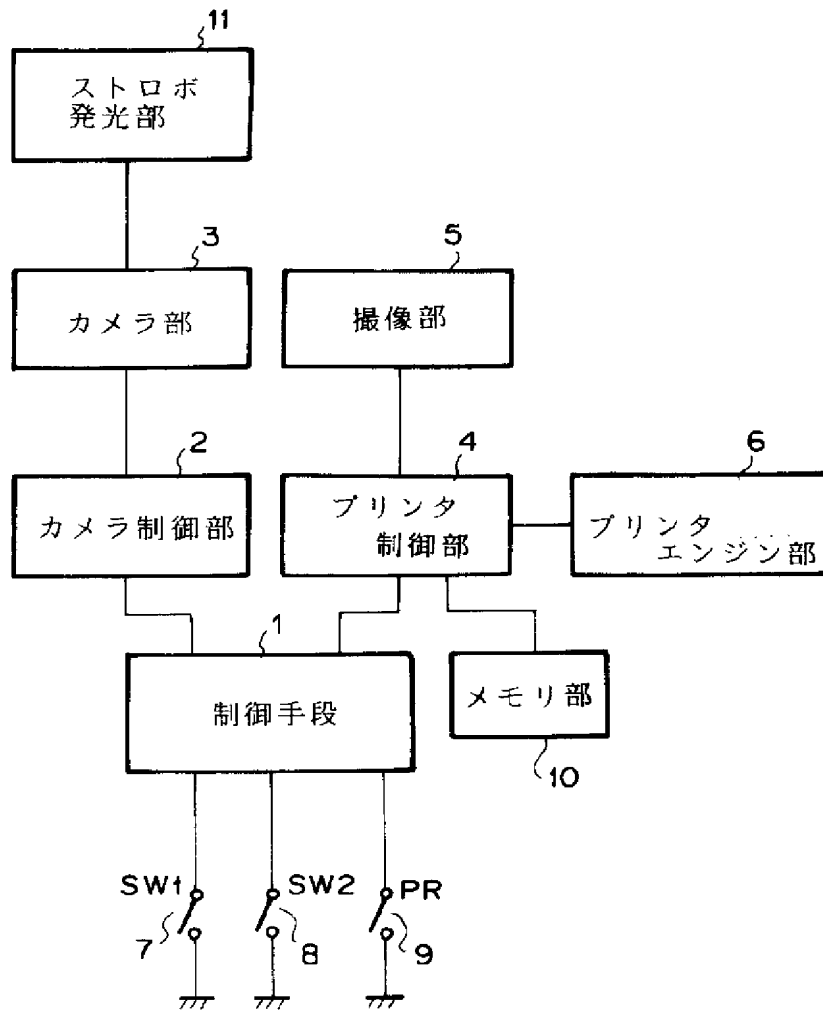 11
ストロボ
発光部
3
カメラ部
5
撮像部
2
カメラ制御部
4
プリンタ
制御部
6
プリンタ
エンジン部
1
制御手段
メモリ部
10
SW1
7
SW2
8
PR
9